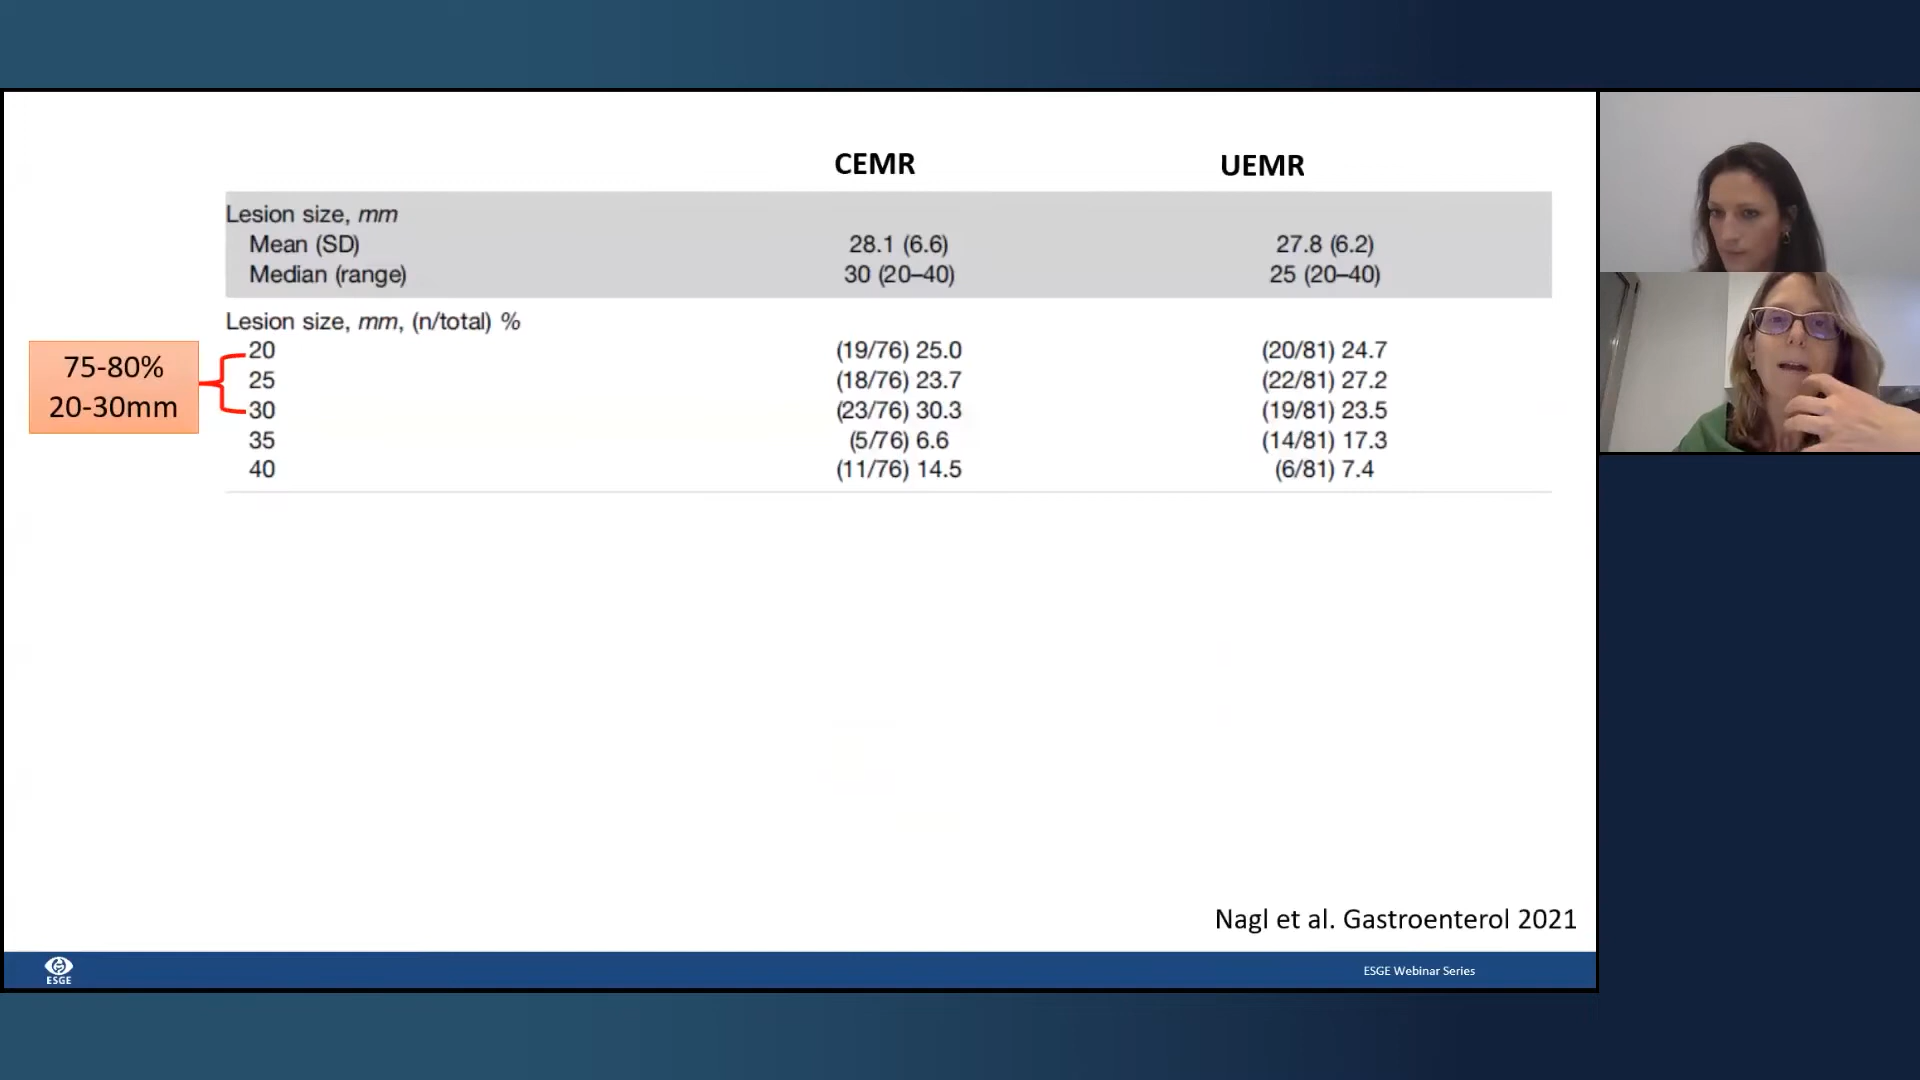 CEMR UEMR
Lesion size, mm
Mean (SD) 28.1 (6.6) 27.8 (6.2)
Median (range) 30 (20–40) 25 (20–40)
Lesion size, mm, (n/total) %
20 (19/76) 25.0 (20/81) 24.7
25 (18/76) 23.7 (22/81) 27.2
30 (23/76) 30.3 (19/81) 23.5
35 (5/76) 6.6 (14/81) 17.3
40 (11/76) 14.5 (6/81) 7.4
75-80%
20-30mm
Nagl et al. Gastroenterol 2021
ESGE
ESGE Webinar Series